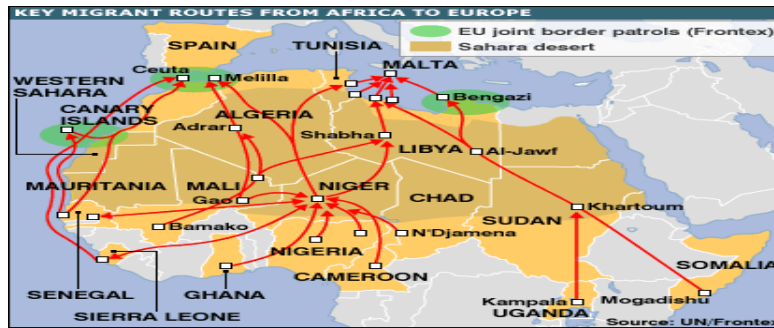 KEY MIGRANT ROUTES FROM AFRICA TO EUROPE
EU joint border patrols (Frontex)
Sahara desert
SPAIN
TUNISIA
MALTA
Ceuta
Melilla
WESTERN
SAHARA
Bengazi
CANARY
ISLANDS
ALGERIA
Adrar
Shabha
LIBYA
Al-Jawf
MAURITANIA
MALI
NIGER
CHAD
Gao
Khartoum
SUDAN
Bamako
N'Djamena
NIGERIA
CAMEROON
SOMALIA
SENEGAL
GHANA
Kampala
Mogadishu
UGANDA
SIERRA LEONE
Source: UN/Frontex